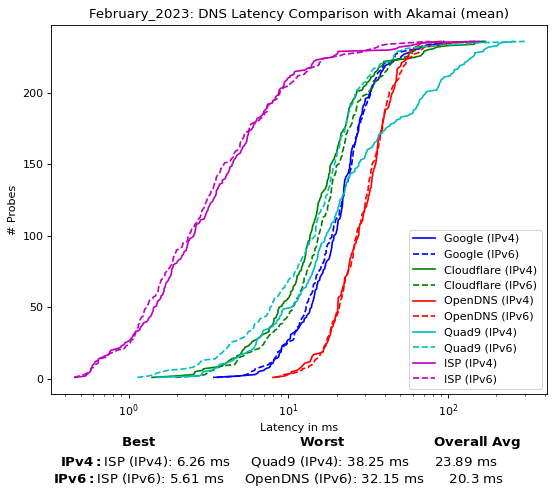 February_2023: DNS Latency Comparison with Akamai (mean)
# Probes
200
150
100
50
0
Google (IPv4)
Google (IPv6)
Cloudflare (IPv4)
Cloudflare (IPv6)
OpenDNS (IPv4)
OpenDNS (IPv6)
Quad9 (IPv4)
Quad9 (IPv6)
ISP (IPv4)
ISP (IPv6)
10⁰ 10¹ 10²
Latency in ms
Best Worst Overall Avg
IPv4: ISP (IPv4): 6.26 ms Quad9 (IPv4): 38.25 ms 23.89 ms
IPv6: ISP (IPv6): 5.61 ms OpenDNS (IPv6): 32.15 ms 20.3 ms